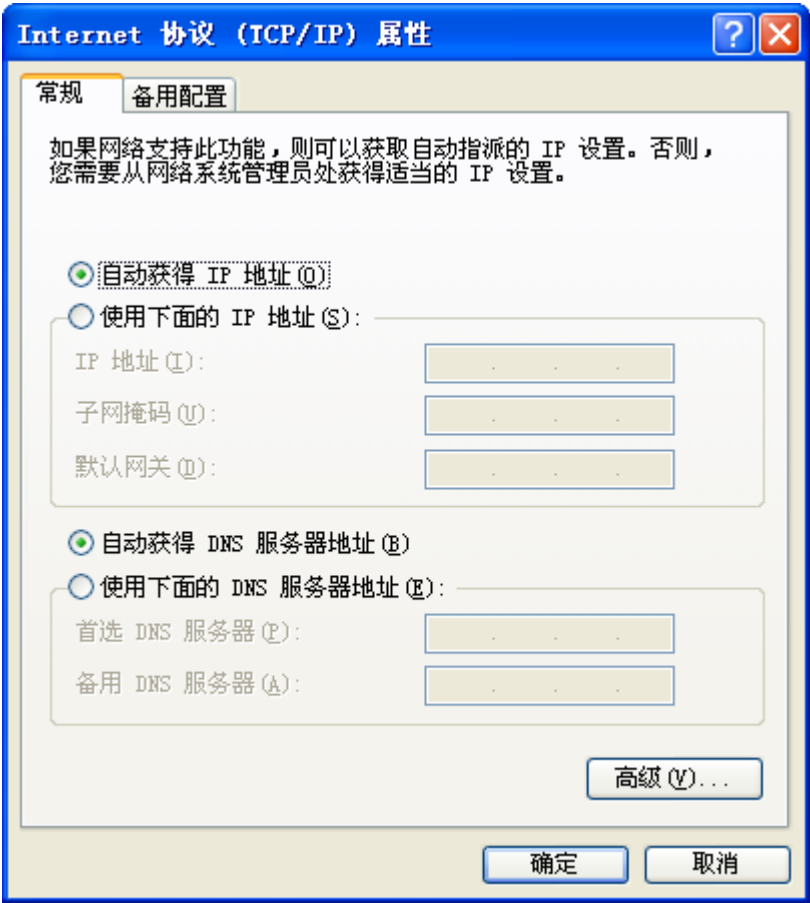 Internet 协议 (TCP/IP) 属性
常规
备用配置
如果网络支持此功能，则可以获取自动指派的 IP 设置。否则，
您需要从网络系统管理员处获得适当的 IP 设置。
自动获得 IP 地址(O)
使用下面的 IP 地址(S):
IP 地址(I):
子网掩码(U):
默认网关(D):
自动获得 DNS 服务器地址(B)
使用下面的 DNS 服务器地址(E):
首选 DNS 服务器(P):
备用 DNS 服务器(A):
高级(V)...
确定
取消